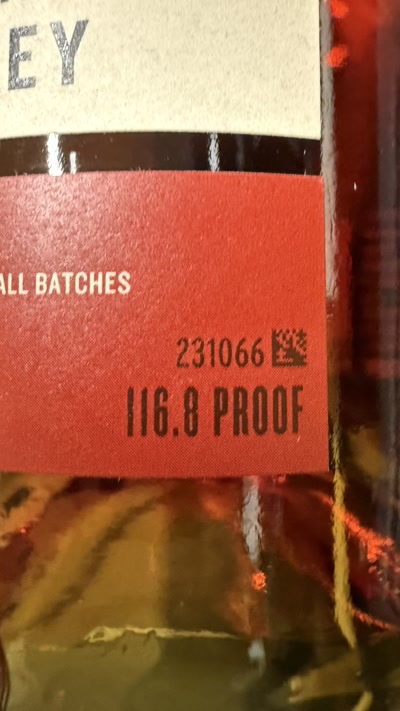 EY
ALL BATCHES
231066
116.8 PROOF